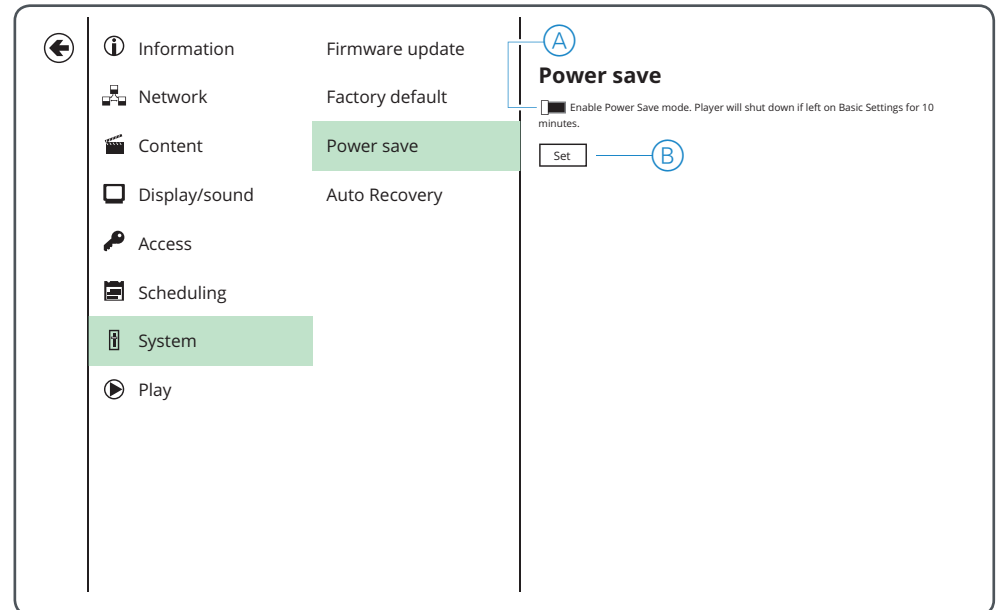 Information
Network
Content
Display/sound
Access
Scheduling
System
Play
Firmware update
Factory default
Power save
Auto Recovery
A
Power save
Enable Power Save mode. Player will shut down if left on Basic Settings for 10
minutes.
Set
B